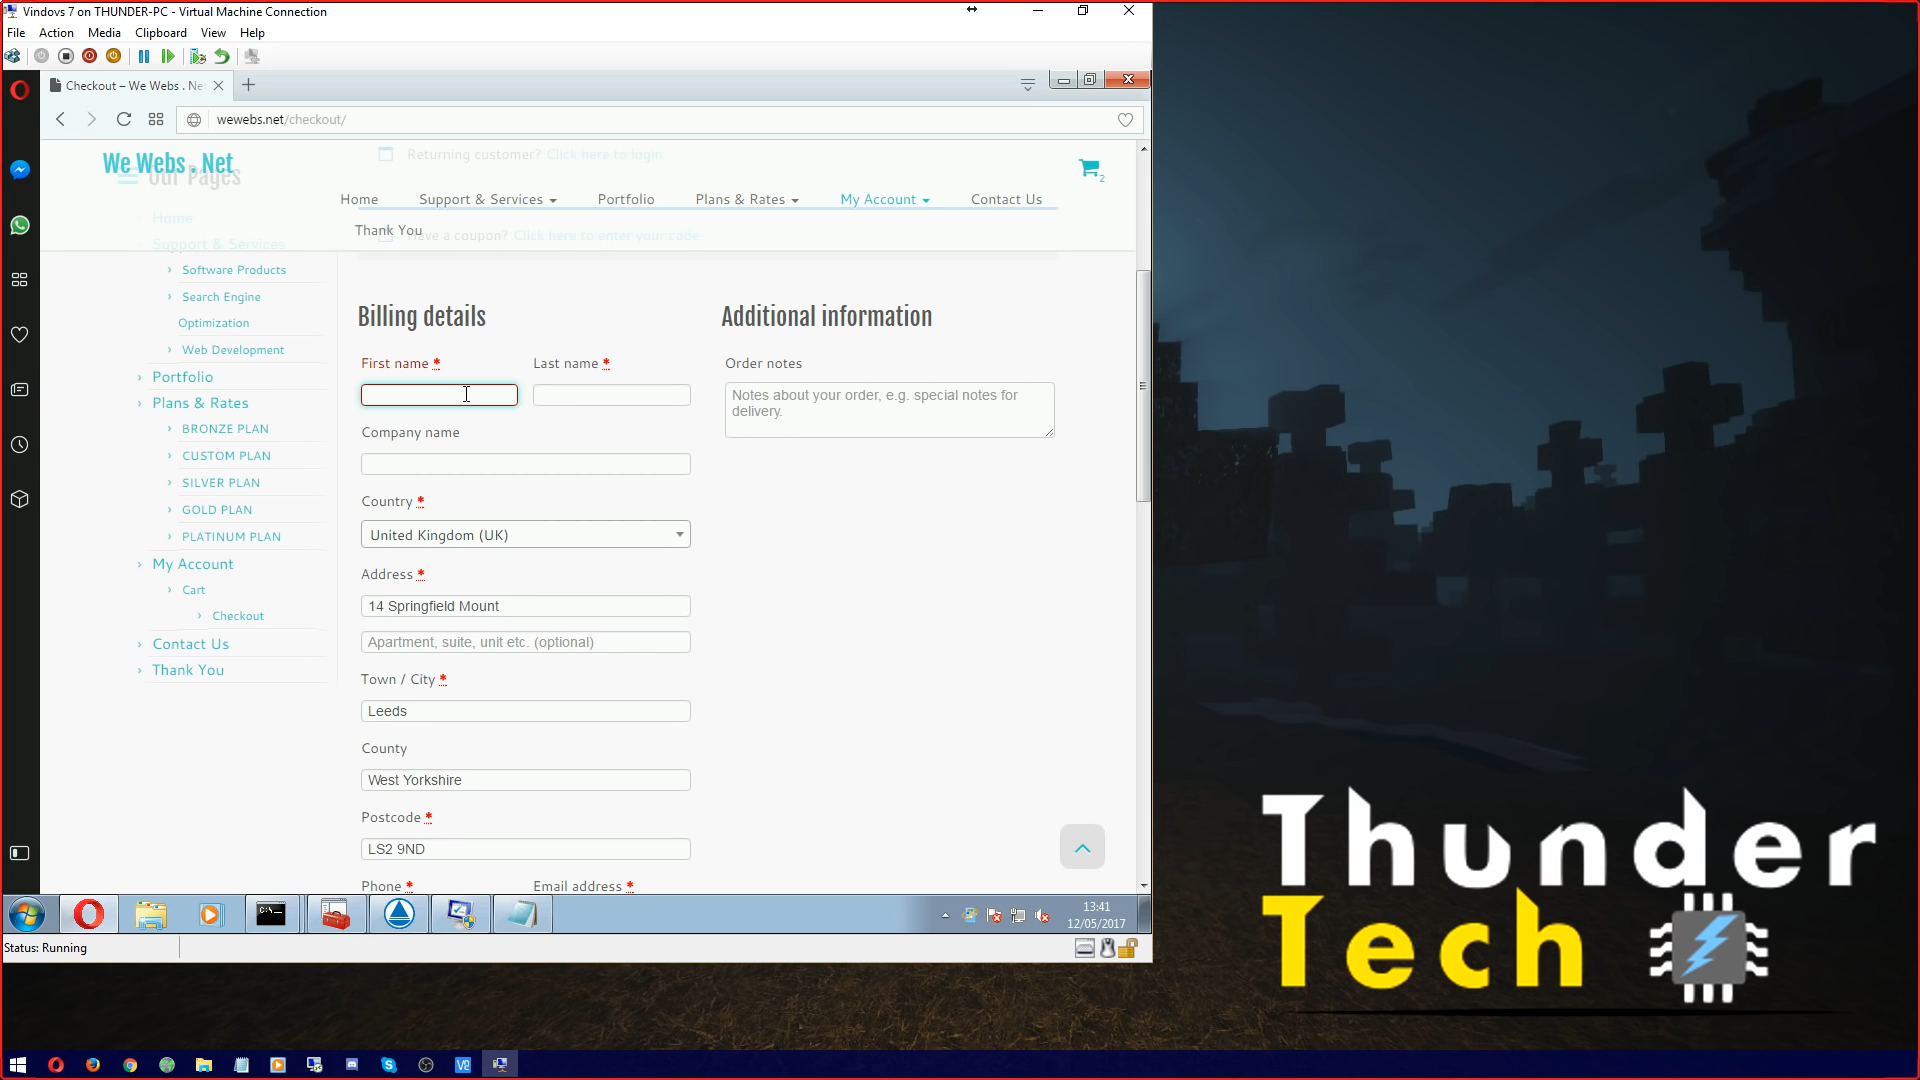 Vindovs 7 on THUNDER-PC - Virtual Machine Connection
File Action Media Clipboard View Help
Checkout – We Webs . Ne
wewebs.net/checkout/
Returning customer? Click here to login
We Webs . Net
Our Pages
Home Support & Services Portfolio Plans & Rates My Account Contact Us
2
Thank You
Have a coupon? Click here to enter your code
Home
Support & Services
Software Products
Search Engine
Optimization
Web Development
Portfolio
Plans & Rates
BRONZE PLAN
CUSTOM PLAN
SILVER PLAN
GOLD PLAN
PLATINUM PLAN
My Account
Cart
Checkout
Contact Us
Thank You
Billing details
First name *
Last name *
Company name
Country *
United Kingdom (UK)
Address *
14 Springfield Mount
Apartment, suite, unit etc. (optional)
Town / City *
Leeds
County
West Yorkshire
Postcode *
LS2 9ND
Phone *
Email address *
Additional information
Order notes
Notes about your order, e.g. special notes for
delivery.
13:41
12/05/2017
Status: Running
Thunder
Tech